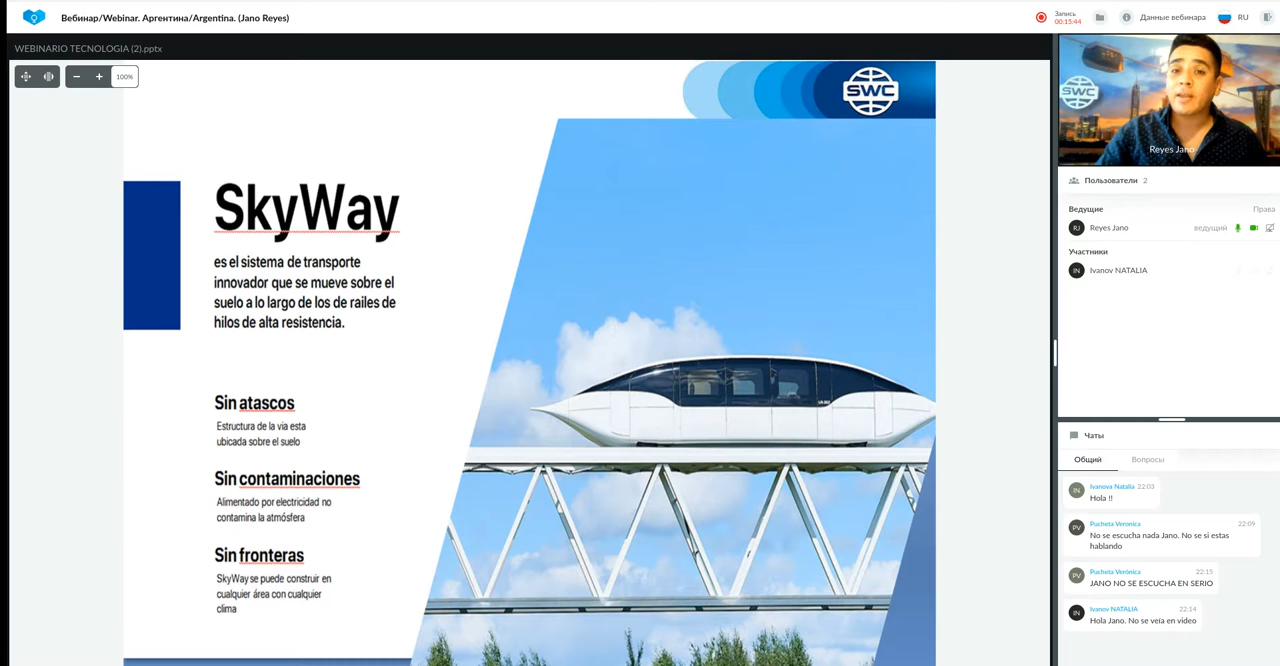 Вебинар/Webinar. Аргентина/Argentina. (Jano Reyes)
Запись
00:15:44
Данные вебинара
RU
WEBINARIO TECNOLOGIA (2).pptx
100%
SWC
SkyWay
es el sistema de transporte
innovador que se mueve sobre el
suelo a lo largo de los de railes de
hilos de alta resistencia.
Sin atascos
Estructura de la via esta
ubicada sobre el suelo
Sin contaminaciones
Alimentado por electricidad no
contamina la atmósfera
Sin fronteras
SkyWay se puede construir en
cualquier área con cualquier
clima
SWC
Reyes Jano
Пользователи 2
Ведущие Права
RJ Reyes Jano ведущий
Участники
IN Ivanov NATALIA
Чаты
Общий Вопросы
IN Ivanova Natalia 22:03
Hola !!
PV Pucheta Veronica 22:09
No se escucha nada Jano. No se si estas
hablando
PV Pucheta Verónica 22:15
JANO NO SE ESCUCHA EN SERIO
IN Ivanov NATALIA 22:14
Hola Jano. No se veía en video